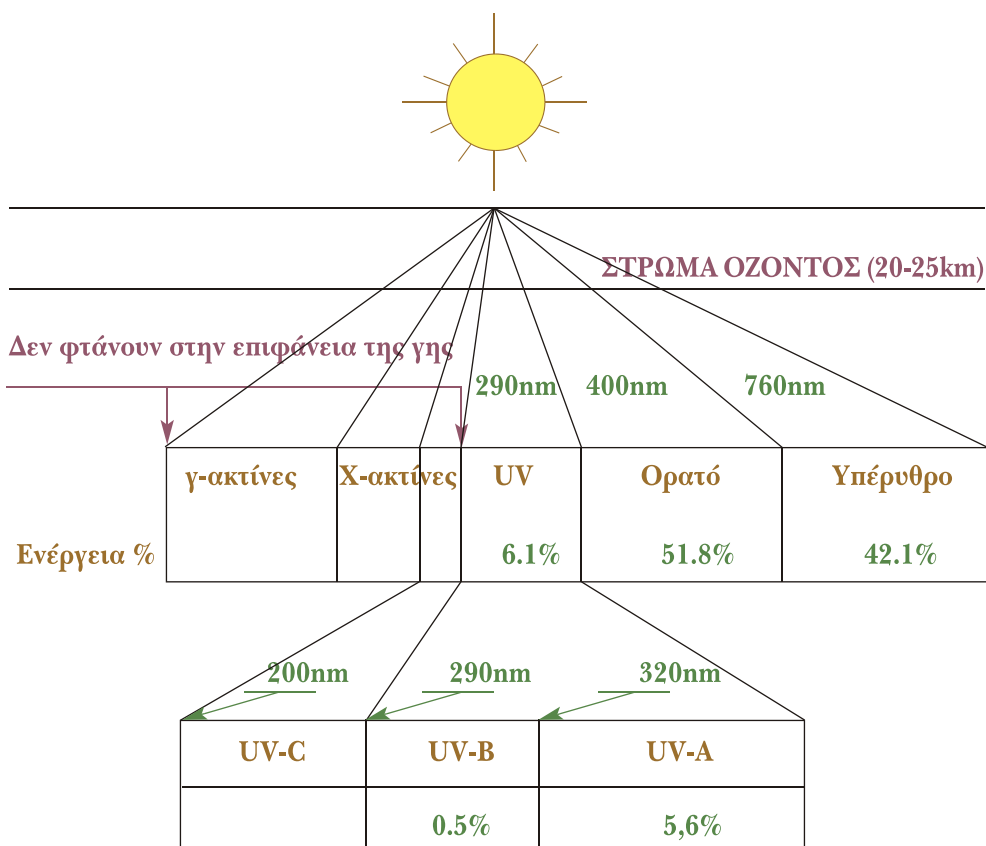 ΣΤΡΩΜΑ ΟΖΟΝΤΟΣ (20-25km)
Δεν φτάνουν στην επιφάνεια της γης
290nm 400nm 760nm
γ-ακτίνες Χ-ακτίνες UV Ορατό Υπέρυθρο
Ενέργεια % 6.1% 51.8% 42.1%
200nm 290nm 320nm
UV-C UV-B UV-A
0.5% 5,6%